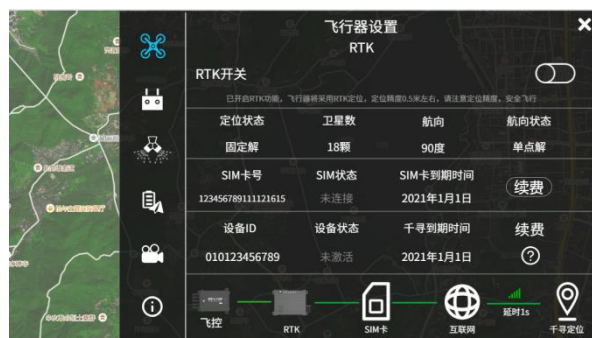 飞行器设置
RTK
RTK开关
已开启RTK功能，飞行器将采用RTK定位，定位精度0.5米左右，请注意定位精度，安全飞行
定位状态 卫星数 航向 航向状态
固定解 18颗 90度 单点解
SIM卡号 SIM状态 SIM卡到期时间
123456789111121615 未连接 2021年1月1日 续费
设备ID 设备状态 千寻到期时间 续费
010123456789 未激活 2021年1月1日 ?
延时1s
飞控 RTK SIM卡 互联网 千寻定位